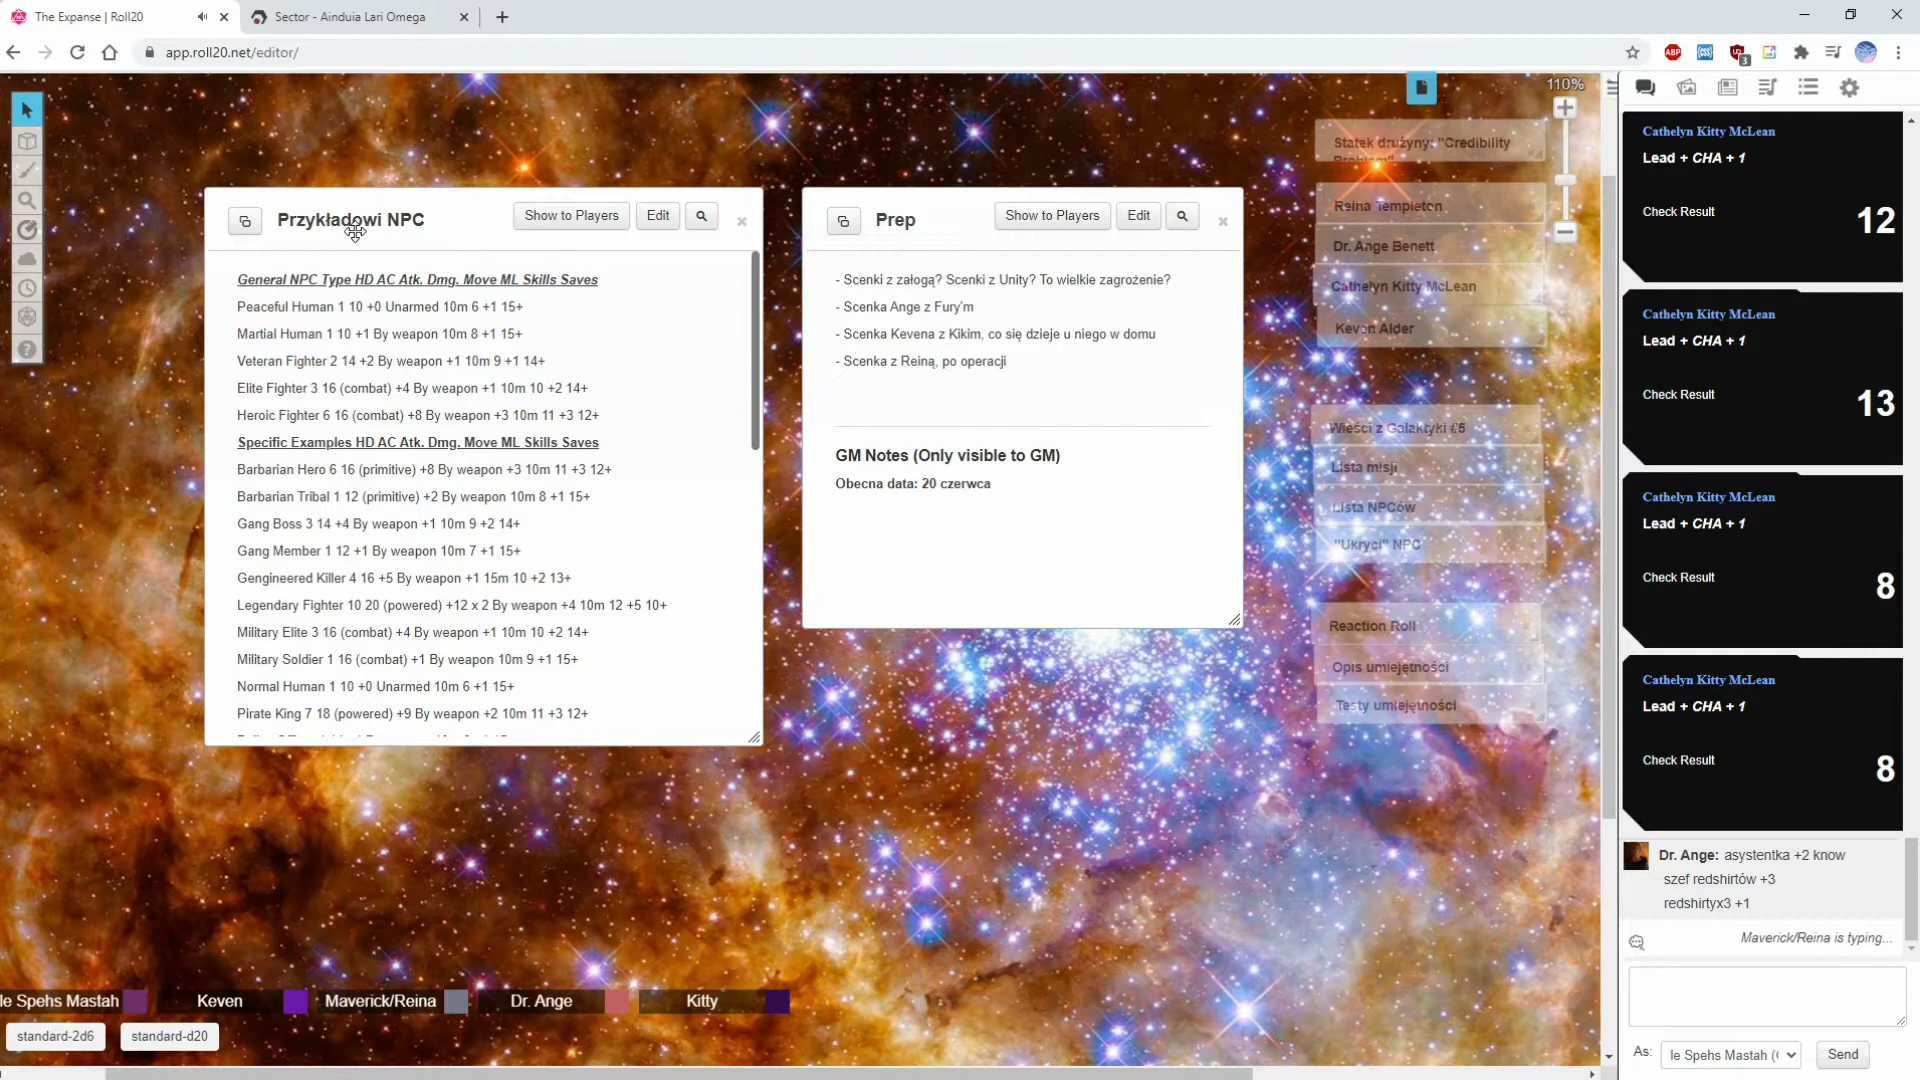 The Expanse | Roll20
Sector - Ainduia Lari Omega
app.roll20.net/editor/
ABP
3
110%
Przykładowi NPC
Show to Players
Edit
General NPC Type HD AC Atk. Dmg. Move ML Skills Saves
Peaceful Human 1 10 +0 Unarmed 10m 6 +1 15+
Martial Human 1 10 +1 By weapon 10m 8 +1 15+
Veteran Fighter 2 14 +2 By weapon +1 10m 9 +1 14+
Elite Fighter 3 16 (combat) +4 By weapon +1 10m 10 +2 14+
Heroic Fighter 6 16 (combat) +8 By weapon +3 10m 11 +3 12+
Specific Examples HD AC Atk. Dmg. Move ML Skills Saves
Barbarian Hero 6 16 (primitive) +8 By weapon +3 10m 11 +3 12+
Barbarian Tribal 1 12 (primitive) +2 By weapon 10m 8 +1 15+
Gang Boss 3 14 +4 By weapon +1 10m 9 +2 14+
Gang Member 1 12 +1 By weapon 10m 7 +1 15+
Gengineered Killer 4 16 +5 By weapon +1 15m 10 +2 13+
Legendary Fighter 10 20 (powered) +12 x 2 By weapon +4 10m 12 +5 10+
Military Elite 3 16 (combat) +4 By weapon +1 10m 10 +2 14+
Military Soldier 1 16 (combat) +1 By weapon 10m 9 +1 15+
Normal Human 1 10 +0 Unarmed 10m 6 +1 15+
Pirate King 7 18 (powered) +9 By weapon +2 10m 11 +3 12+
Prep
Show to Players
Edit
- Scenki z załogą? Scenki z Unity? To wielkie zagrożenie?
- Scenka Ange z Fury'm
- Scenka Kevena z Kikim, co się dzieje u niego w domu
- Scenka z Reiną, po operacji
GM Notes (Only visible to GM)
Obecna data: 20 czerwca
Statek drużyny: "Credibility
Problem"
Reina Templeton
Dr. Ange Benett
Cathelyn Kitty McLean
Keven Alder
Wieści z Galaktyki #5
Lista misji
Lista NPCów
"Ukryci" NPC
Reaction Roll
Opis umiejętności
Testy umiejętności
Cathelyn Kitty McLean
Lead + CHA + 1
Check Result
12
Cathelyn Kitty McLean
Lead + CHA + 1
Check Result
13
Cathelyn Kitty McLean
Lead + CHA + 1
Check Result
8
Cathelyn Kitty McLean
Lead + CHA + 1
Check Result
8
Dr. Ange: asystentka +2 know
szef redshirtów +3
redshirtyx3 +1
Maverick/Reina is typing...
As: le Spehs Mastah (
Send
le Spehs Mastah
Keven
Maverick/Reina
Dr. Ange
Kitty
standard-2d6
standard-d20